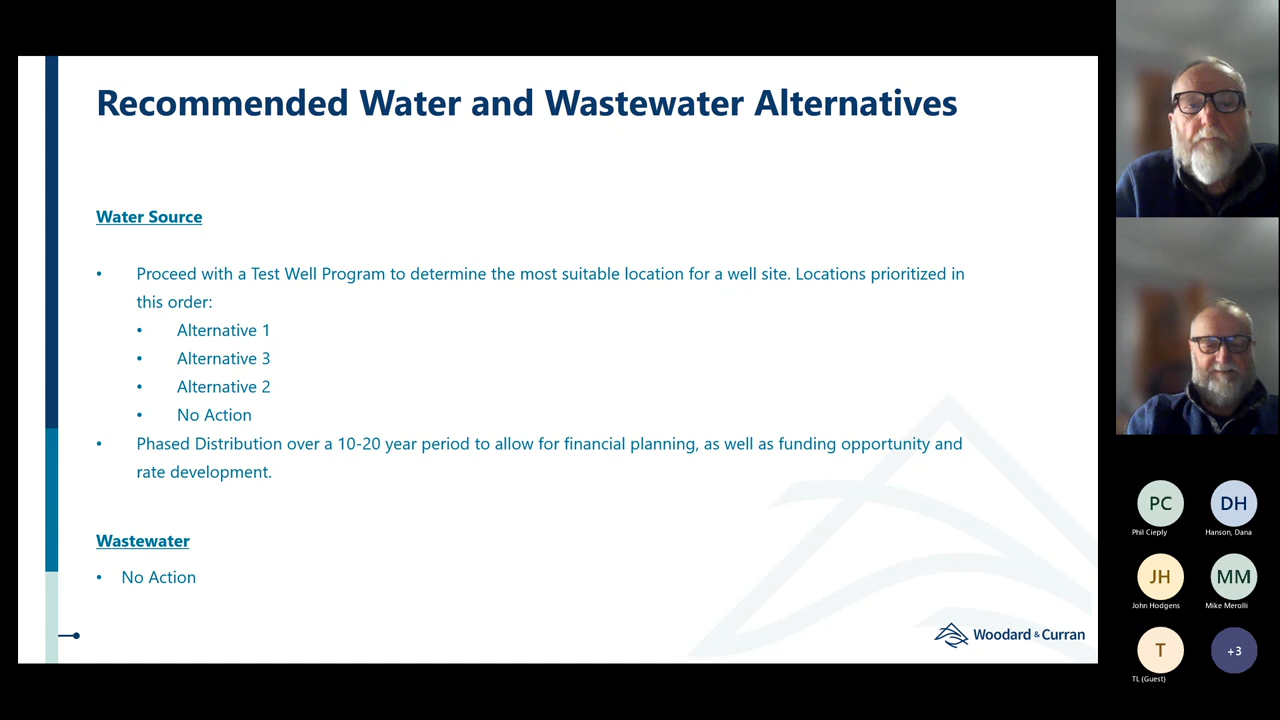 Recommended Water and Wastewater Alternatives
Water Source
• Proceed with a Test Well Program to determine the most suitable location for a well site. Locations prioritized in
this order:
• Alternative 1
• Alternative 3
• Alternative 2
• No Action
• Phased Distribution over a 10-20 year period to allow for financial planning, as well as funding opportunity and
rate development.
Wastewater
• No Action
Woodard & Curran
PC DH
Phil Cieply Hanson, Dana
JH MM
John Hodgens Mike Merolli
T +3
TL (Guest)